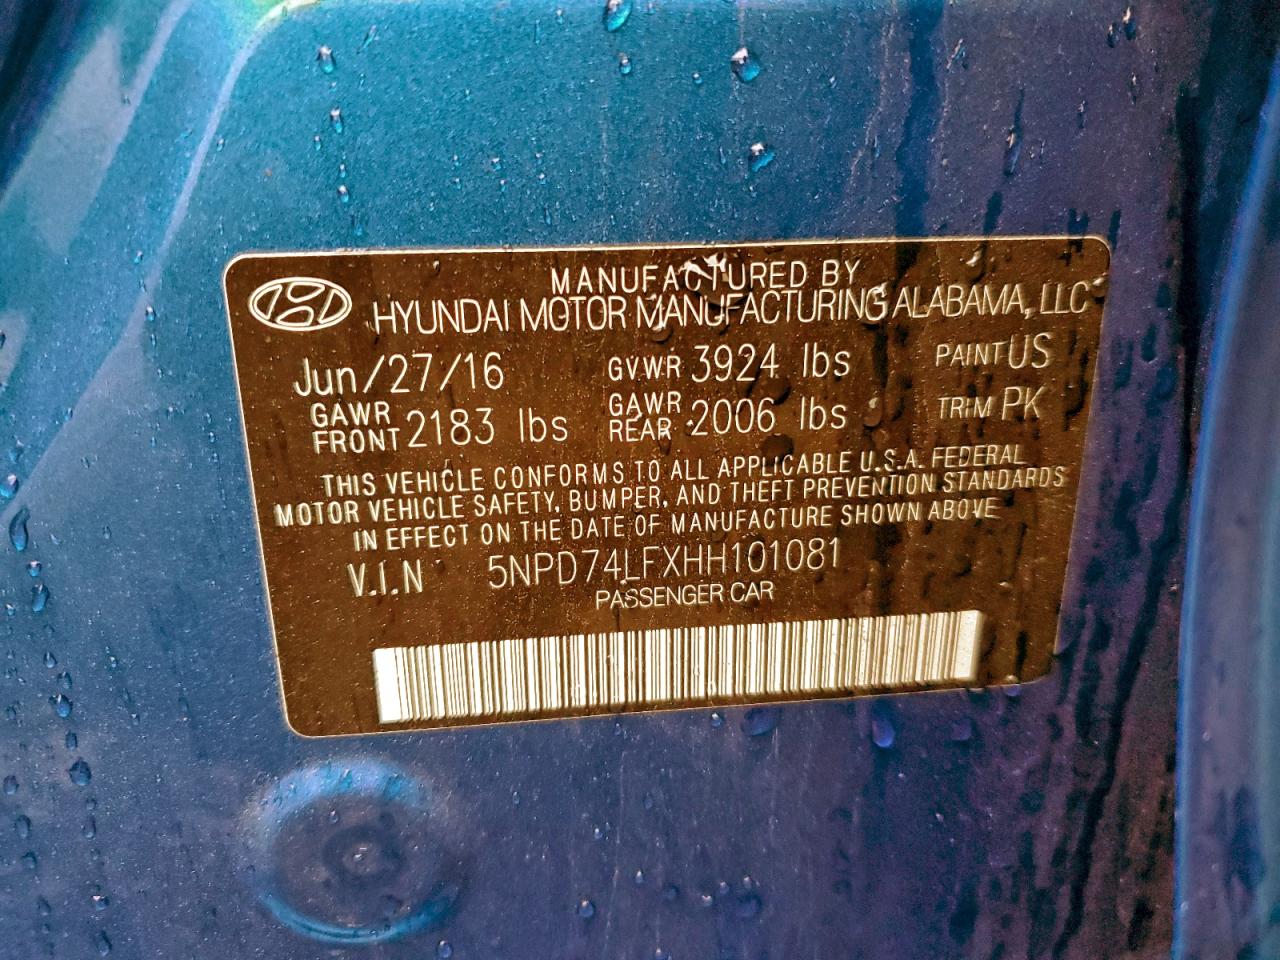 MANUFACTURED BY
HYUNDAI MOTOR MANUFACTURING ALABAMA, LLC
Jun/27/16 GVWR 3924 lbs PAINT US
GAWR FRONT 2183 lbs GAWR REAR 2006 lbs TRIM PK
THIS VEHICLE CONFORMS TO ALL APPLICABLE U.S.A. FEDERAL
MOTOR VEHICLE SAFETY, BUMPER, AND THEFT PREVENTION STANDARDS
IN EFFECT ON THE DATE OF MANUFACTURE SHOWN ABOVE
V.I.N 5NPD74LFXHH101081
PASSENGER CAR